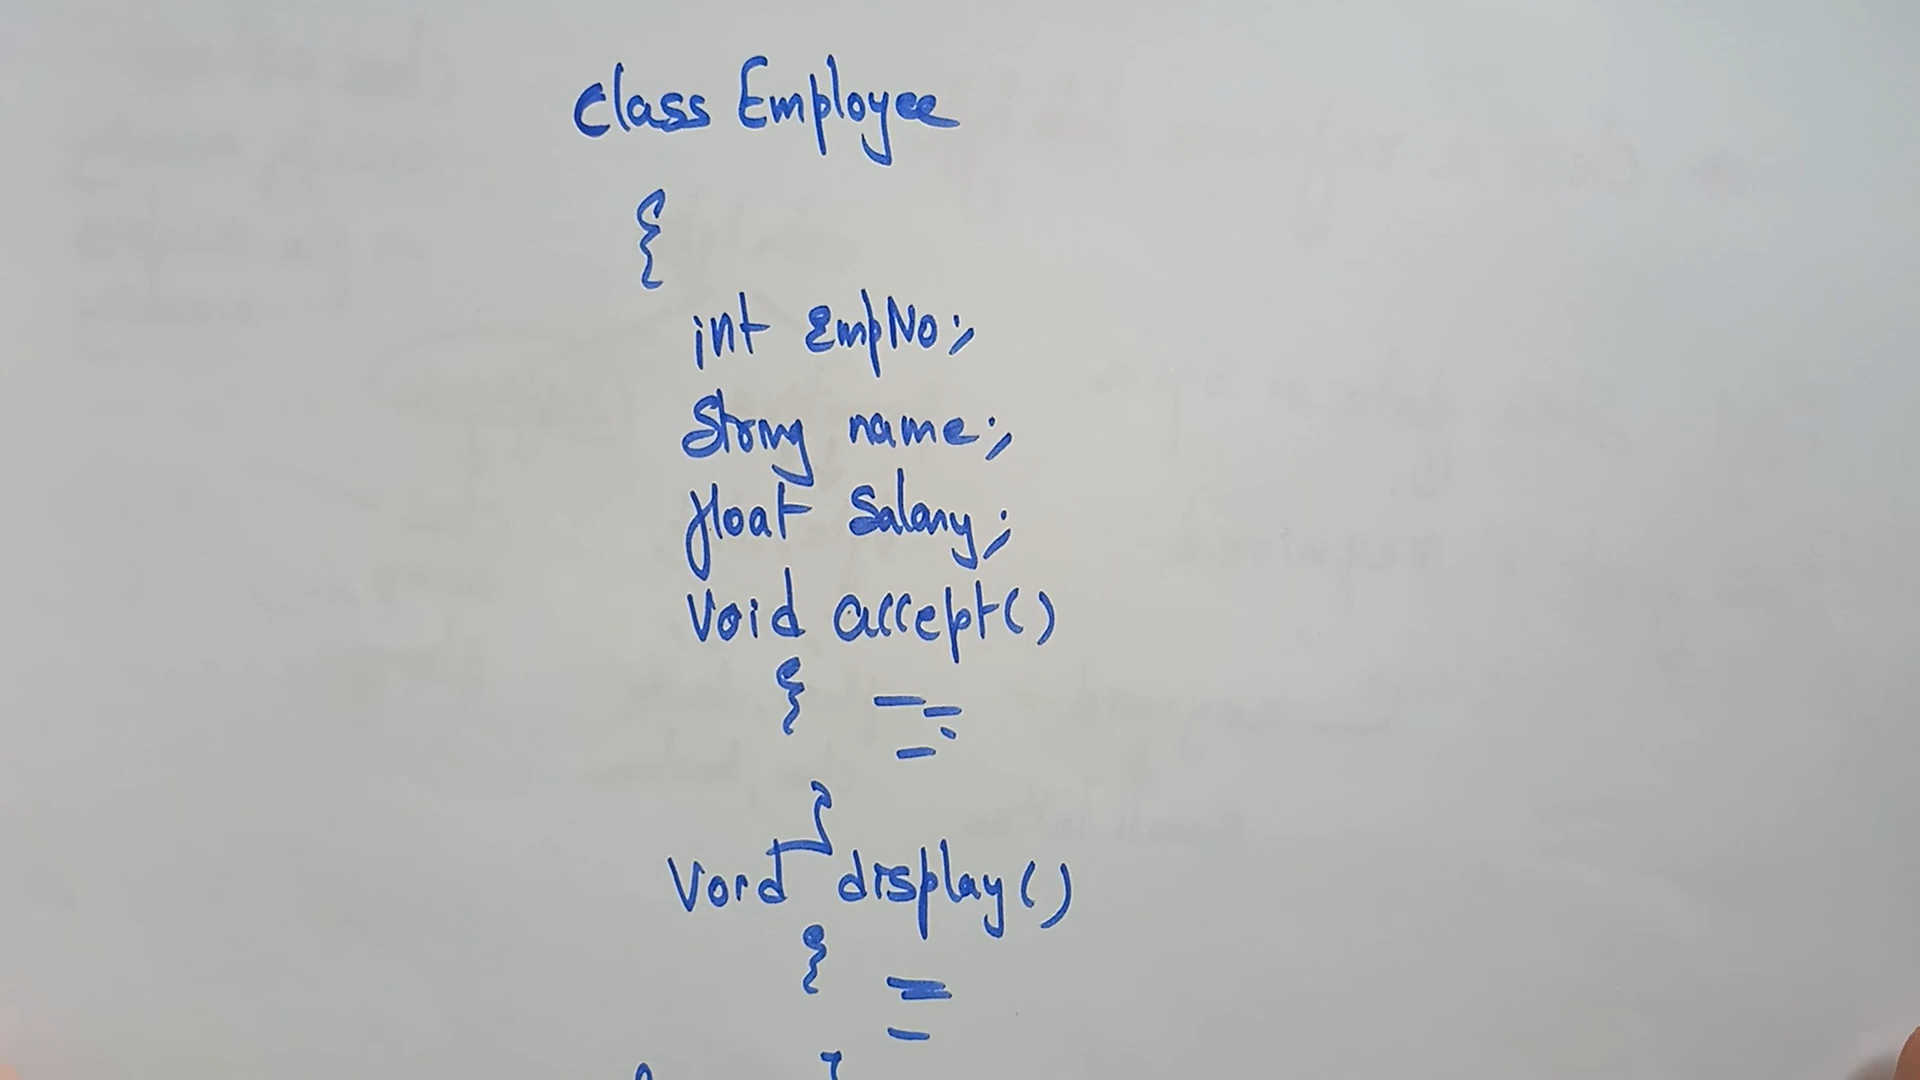 class Employee
{
int EmpNo;
String name;
float salary;
void accept()
{
}
void display()
{
}